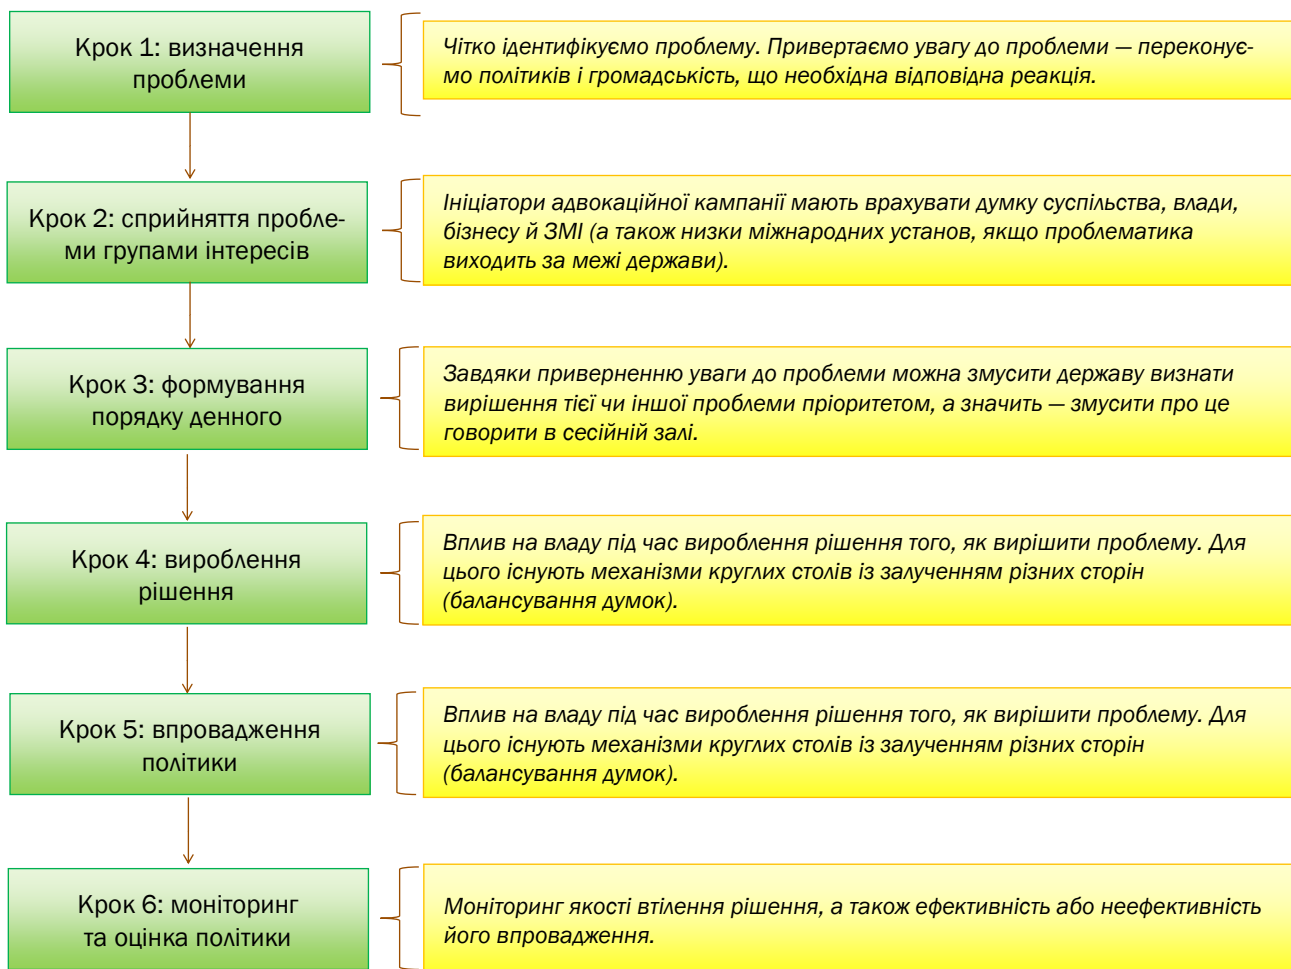 Крок 1: визначення
проблеми
Чітко ідентифікуємо проблему. Привертаємо увагу до проблеми — переконує-
мо політиків і громадськість, що необхідна відповідна реакція.
Крок 2: сприйняття пробле-
ми групами інтересів
Ініціатори адвокаційної кампанії мають врахувати думку суспільства, влади,
бізнесу й ЗМІ (а також низки міжнародних установ, якщо проблематика
виходить за межі держави).
Крок 3: формування
порядку денного
Завдяки приверненню уваги до проблеми можна змусити державу визнати
вирішення тієї чи іншої проблеми пріоритетом, а значить — змусити про це
говорити в сесійній залі.
Крок 4: вироблення
рішення
Вплив на владу під час вироблення рішення того, як вирішити проблему. Для
цього існують механізми круглих столів із залученням різних сторін
(балансування думок).
Крок 5: впровадження
політики
Вплив на владу під час вироблення рішення того, як вирішити проблему. Для
цього існують механізми круглих столів із залученням різних сторін
(балансування думок).
Крок 6: моніторинг
та оцінка політики
Моніторинг якості втілення рішення, а також ефективність або неефективність
його впровадження.